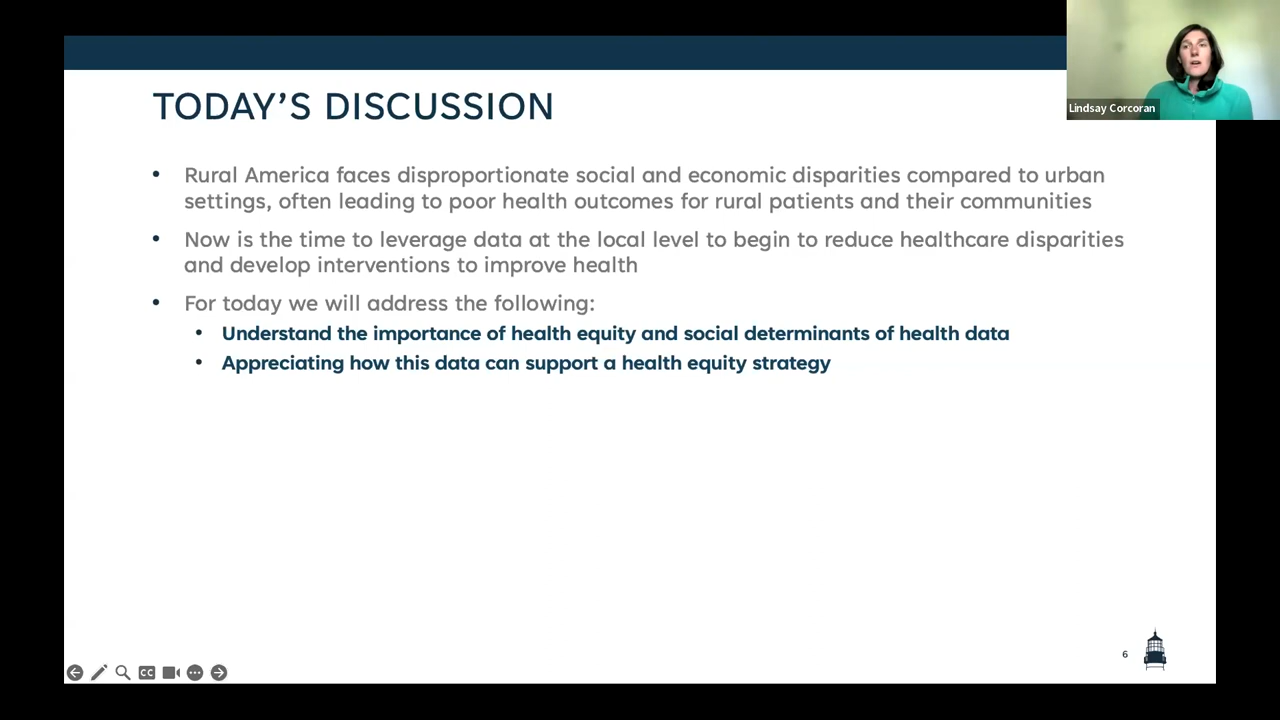 TODAY'S DISCUSSION
Lindsay Corcoran
• Rural America faces disproportionate social and economic disparities compared to urban
settings, often leading to poor health outcomes for rural patients and their communities
• Now is the time to leverage data at the local level to begin to reduce healthcare disparities
and develop interventions to improve health
• For today we will address the following:
• Understand the importance of health equity and social determinants of health data
• Appreciating how this data can support a health equity strategy
6
CC